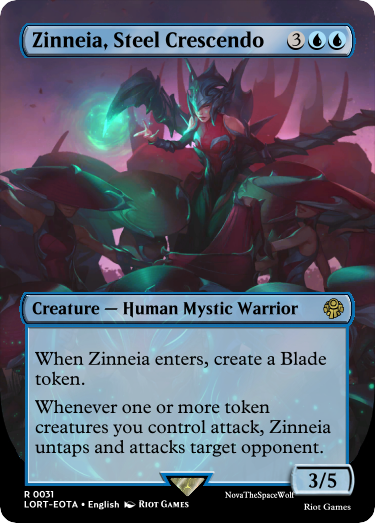 Zinneia, Steel Crescendo 3
Creature — Human Mystic Warrior
When Zinneia enters, create a Blade
token.
Whenever one or more token
creatures you control attack, Zinneia
untaps and attacks target opponent.
3/5
R 0031
LORT-EOTA • English Riot Games
NovaTheSpaceWolf
Riot Games